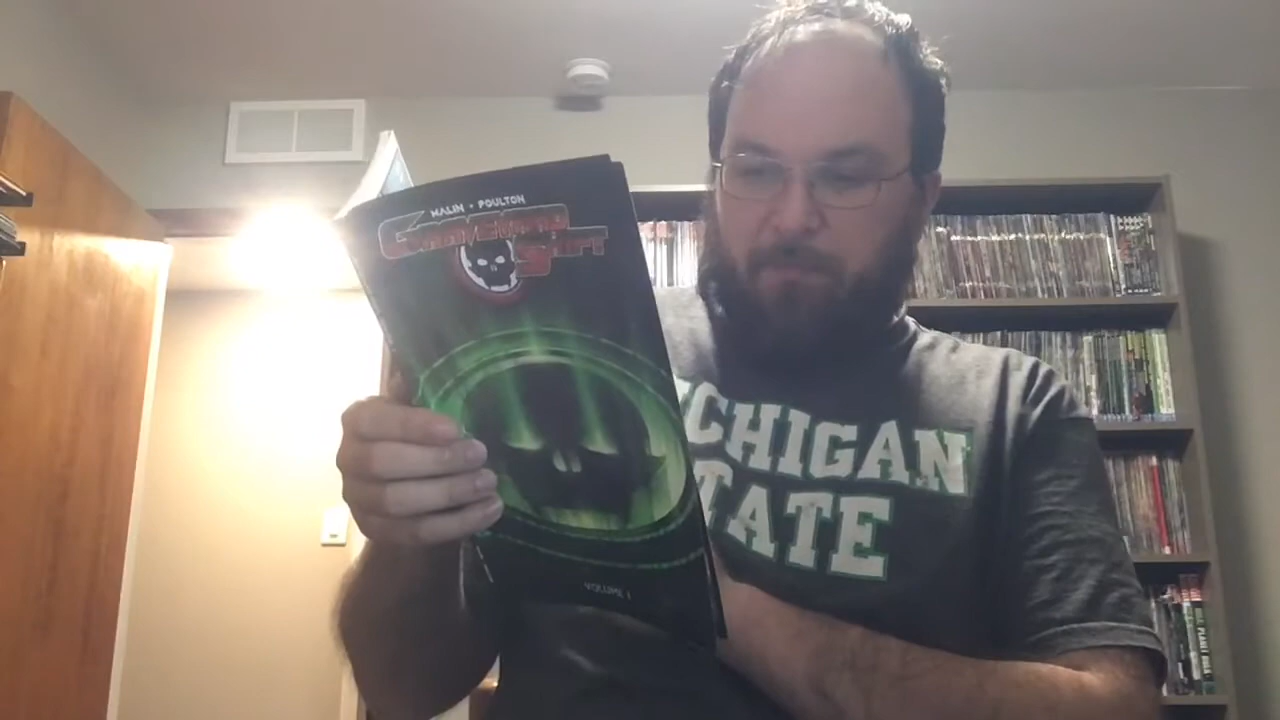 MALIN • POULTON
GRAVEYARD
SHIFT
VOLUME 1
CHIGAN
TATE